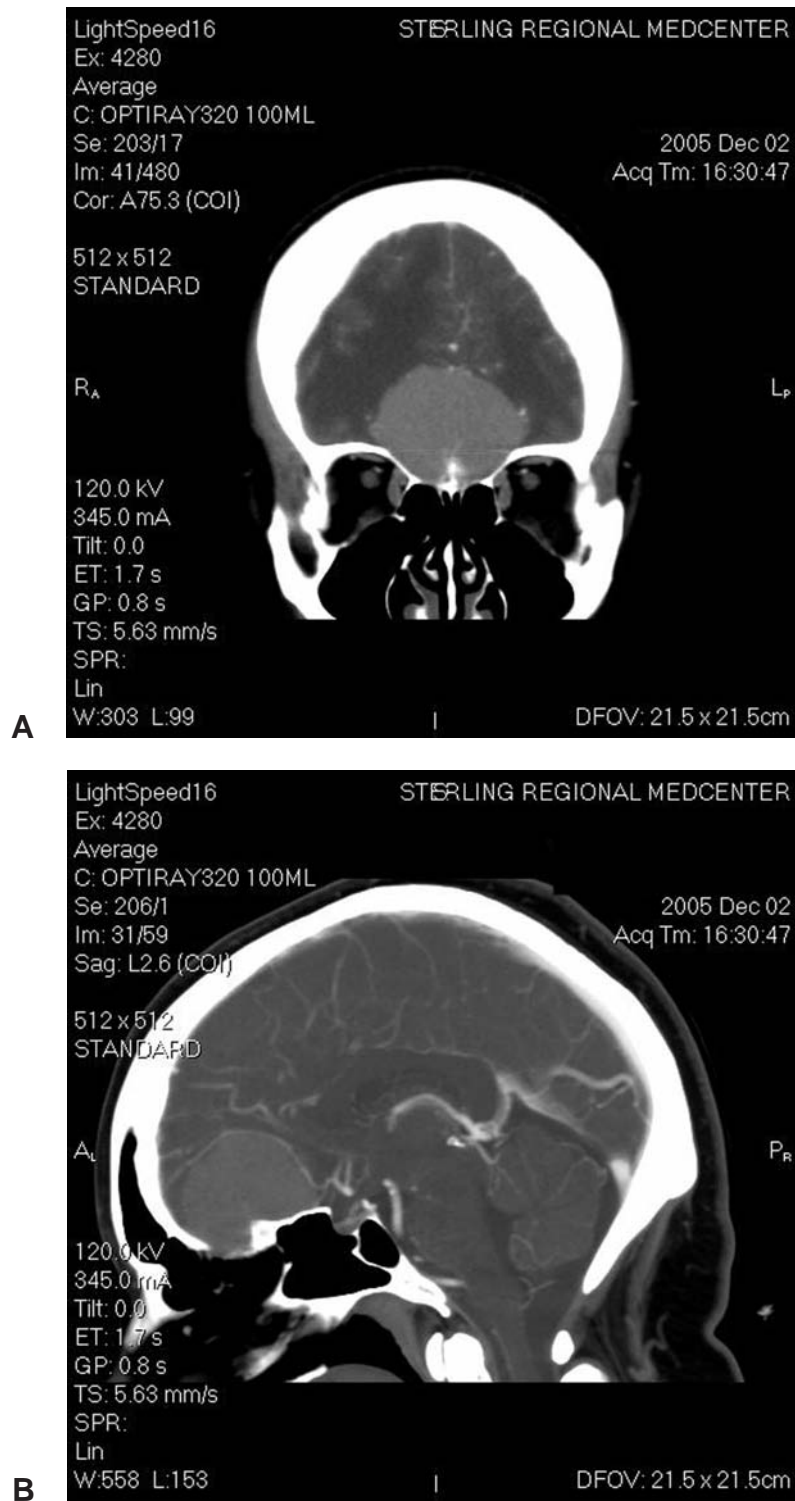 LightSpeed16
STERLING REGIONAL MEDCENTER
Ex: 4280
Average
C: OPTIRAY320 100ML
Se: 203/17
2005 Dec 02
Im: 41/480
Acq Tm: 16:30:47
Cor: A75.3 (COI)
512 x 512
STANDARD
RA
LP
120.0 kV
345.0 mA
Tilt: 0.0
ET: 1.7 s
GP: 0.8 s
TS: 5.63 mm/s
SPR:
Lin
W:303 L:99
DFOV: 21.5 x 21.5cm
A
LightSpeed16
STERLING REGIONAL MEDCENTER
Ex: 4280
Average
C: OPTIRAY320 100ML
Se: 206/1
2005 Dec 02
Im: 31/59
Acq Tm: 16:30:47
Sag: L2.6 (COI)
512 x 512
STANDARD
AL
PR
120.0 kV
345.0 mA
Tilt: 0.0
ET: 1.7 s
GP: 0.8 s
TS: 5.63 mm/s
SPR:
Lin
W:558 L:153
DFOV: 21.5 x 21.5cm
B